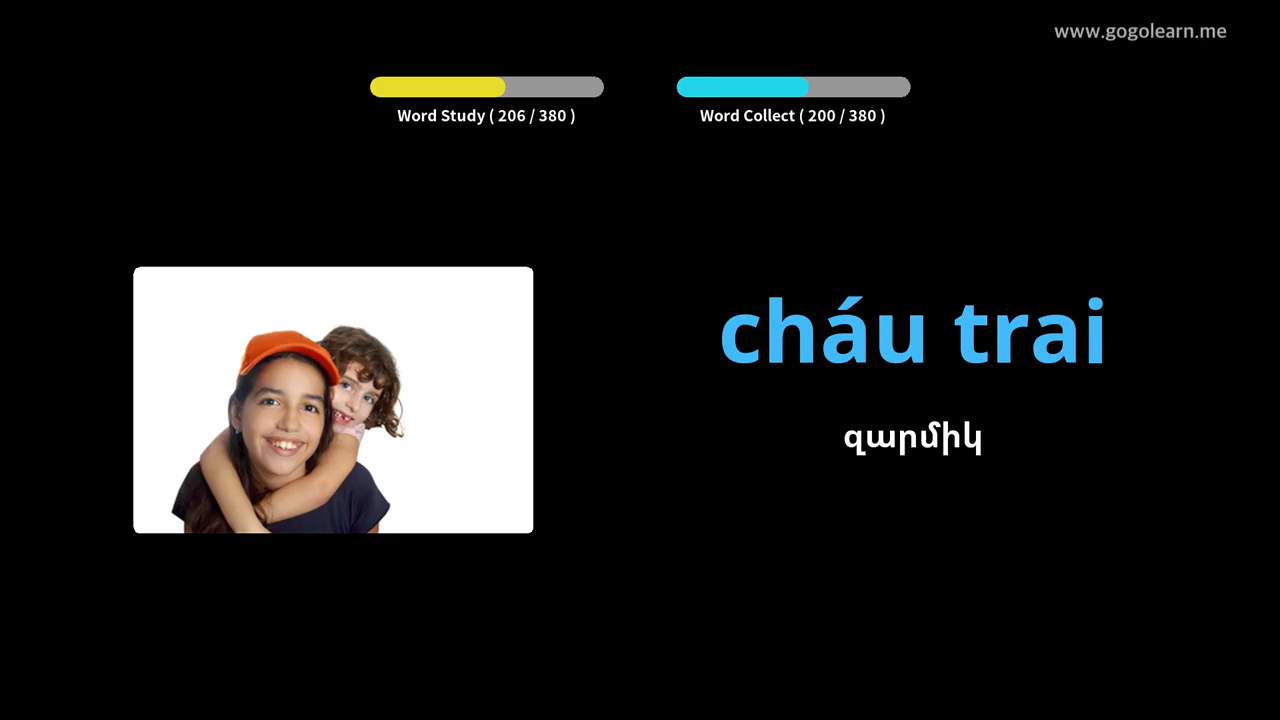 www.gogolearn.me
Word Study ( 206 / 380 )
Word Collect ( 200 / 380 )
cháu trai
զարմիկ